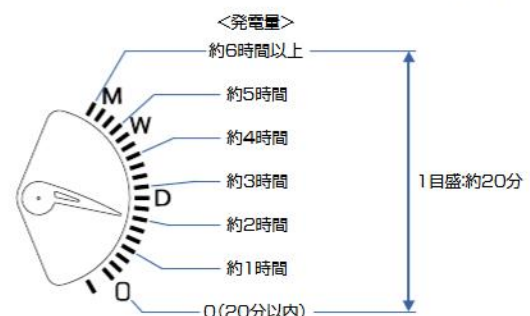 <発電量>
約6時間以上
M
約5時間
W
約4時間
約3時間
D
1目盛:約20分
約2時間
約1時間
0
0(20分以内)